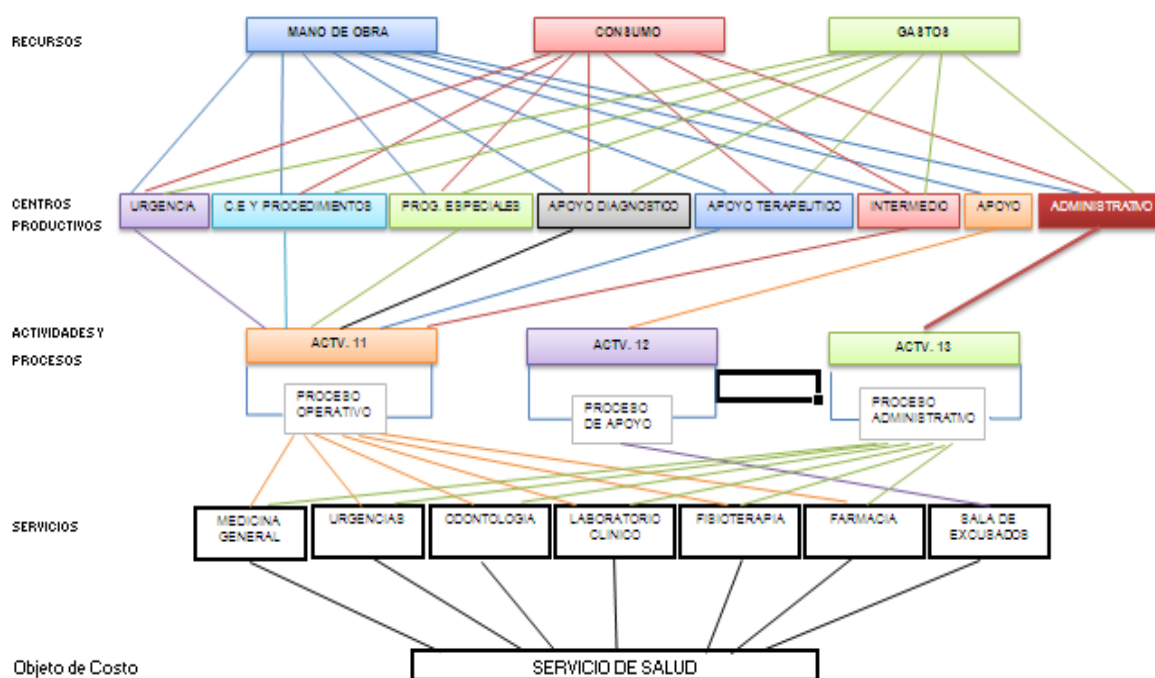 RECURSOS
MANO DE OBRA
CONSUMO
GASTOS
CENTROS
PRODUCTIVOS
URGENCIA
C.E Y PROCEDIMIENTOS
PROG. ESPECIALES
APOYO DIAGNOSTICO
APOYO TERAPEUTICO
INTERMEDIO
APOYO
ADMINISTRATIVO
ACTIVIDADES Y
PROCESOS
ACTV. 11
ACTV. 12
ACTV. 13
PROCESO
OPERATIVO
PROCESO
DE APOYO
PROCESO
ADMINISTRATIVO
SERVICIOS
MEDICINA
GENERAL
URGENCIAS
ODONTOLOGIA
LABORATORIO
CLINICO
FISIOTERAPIA
FARMACIA
SALA DE
EXCUSADOS
Objeto de Costo
SERVICIO DE SALUD